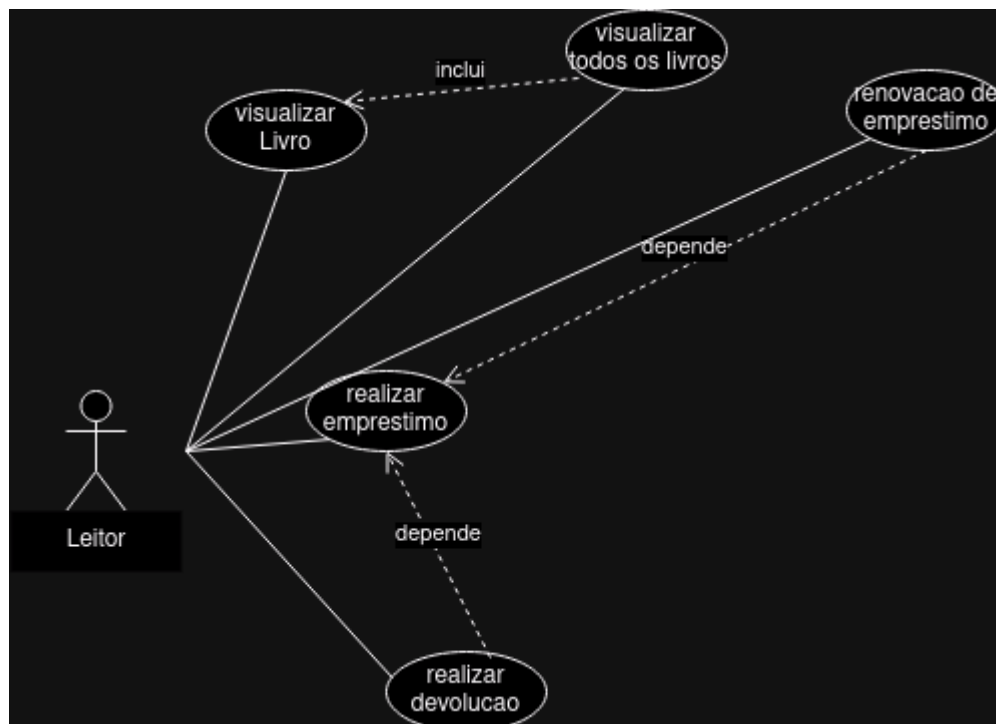 visualizar
todos os livros
inclui
renovacao de
emprestimo
visualizar
Livro
depende
realizar
emprestimo
Leitor
depende
realizar
devolucao